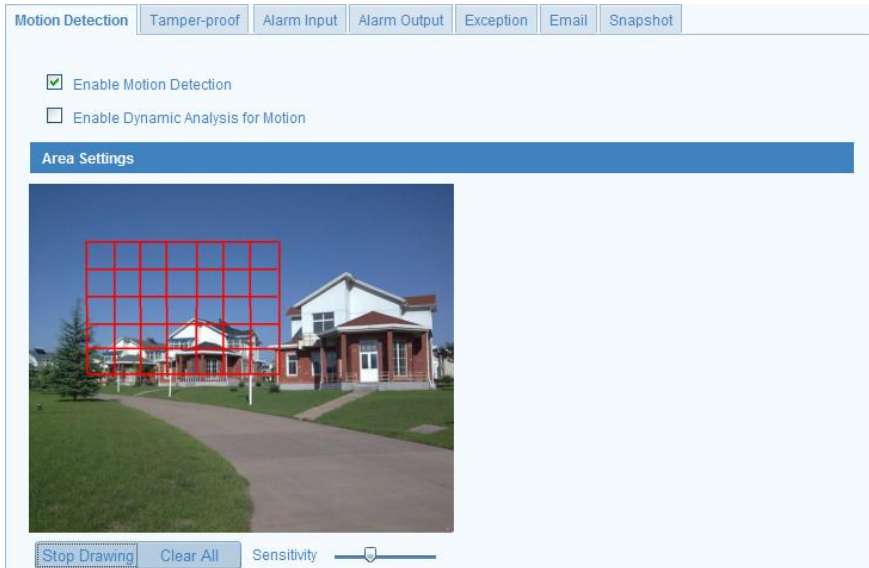 Motion Detection Tamper-proof Alarm Input Alarm Output Exception Email Snapshot
Enable Motion Detection
Enable Dynamic Analysis for Motion
Area Settings
Stop Drawing Clear All Sensitivity